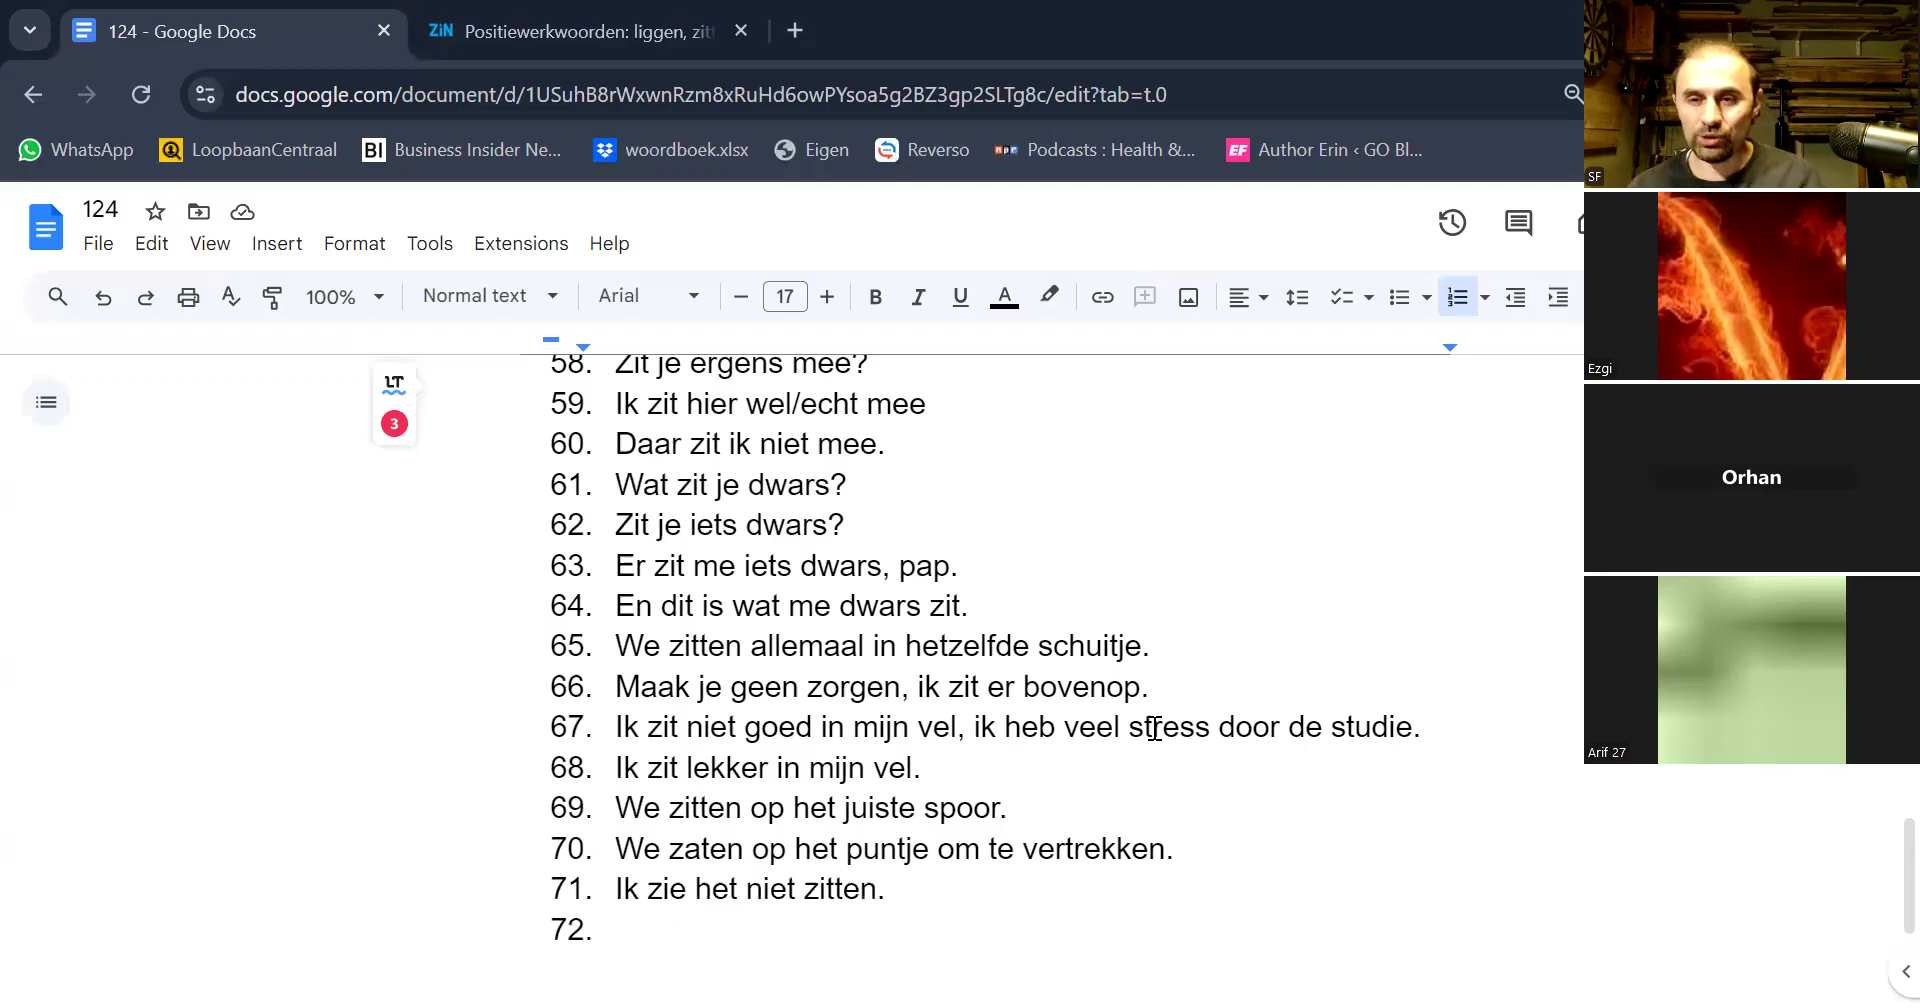 124 - Google Docs
ZiN Positiewerkwoorden: liggen, zit
docs.google.com/document/d/1USuhB8rWxwnRzm8xRuHd6owPYsoa5g2BZ3gp2SLTg8c/edit?tab=t.0
WhatsApp LoopbaanCentraal BI Business Insider Ne... woordboek.xlsx Eigen Reverso npr Podcasts : Health &... EF Author Erin ‹ GO Bl...
SF
124
File Edit View Insert Format Tools Extensions Help
100% Normal text Arial 17 B I U A
Ezgi
LT
3
58. Zit je ergens mee?
59. Ik zit hier wel/echt mee
60. Daar zit ik niet mee.
61. Wat zit je dwars?
62. Zit je iets dwars?
63. Er zit me iets dwars, pap.
64. En dit is wat me dwars zit.
65. We zitten allemaal in hetzelfde schuitje.
66. Maak je geen zorgen, ik zit er bovenop.
67. Ik zit niet goed in mijn vel, ik heb veel stress door de studie.
68. Ik zit lekker in mijn vel.
69. We zitten op het juiste spoor.
70. We zaten op het puntje om te vertrekken.
71. Ik zie het niet zitten.
72.
Orhan
Arif 27